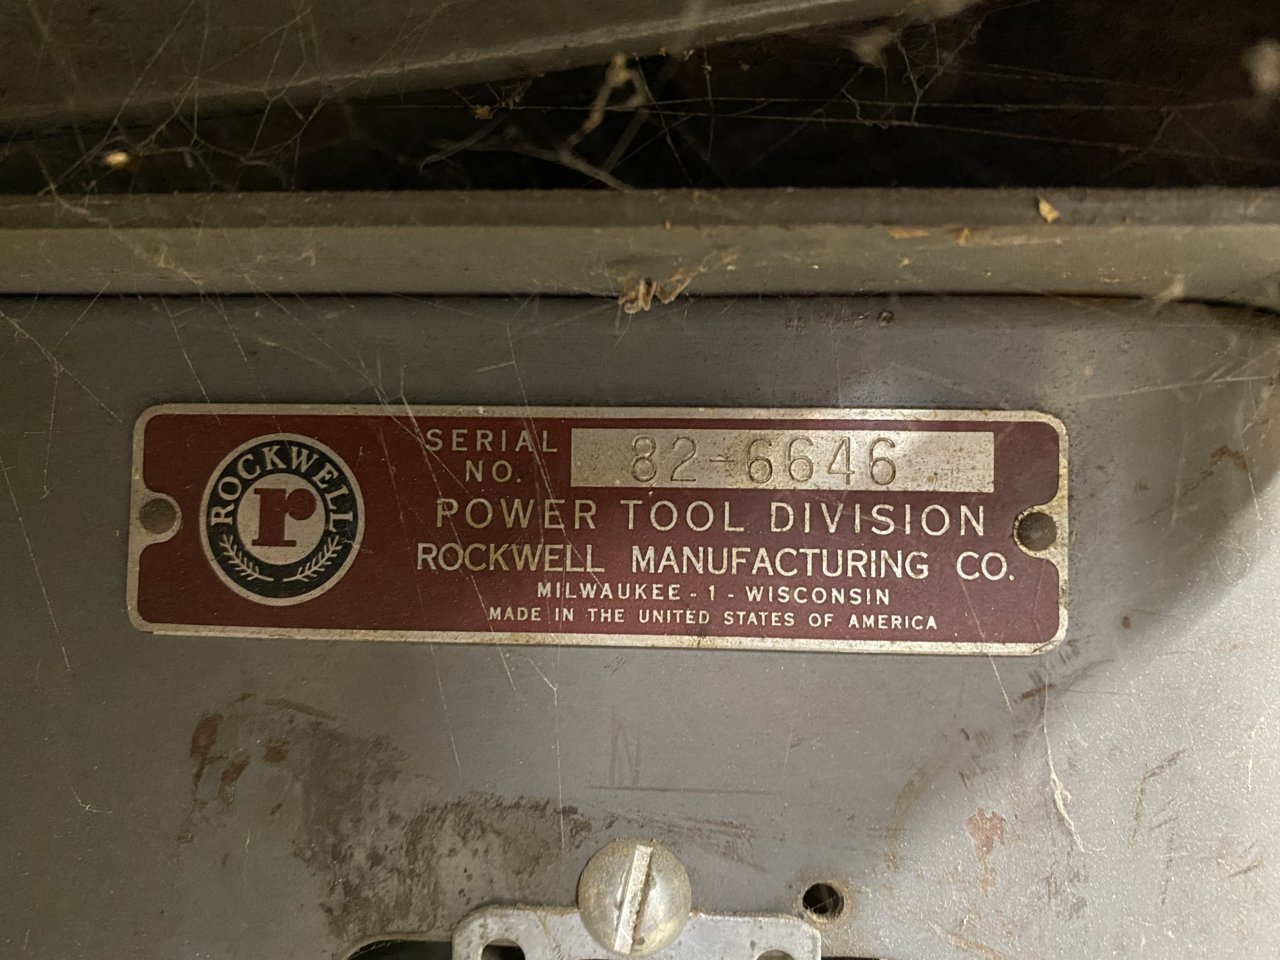 ROCKWELL
r
SERIAL NO. 82-6646
POWER TOOL DIVISION
ROCKWELL MANUFACTURING CO.
MILWAUKEE - 1 - WISCONSIN
MADE IN THE UNITED STATES OF AMERICA